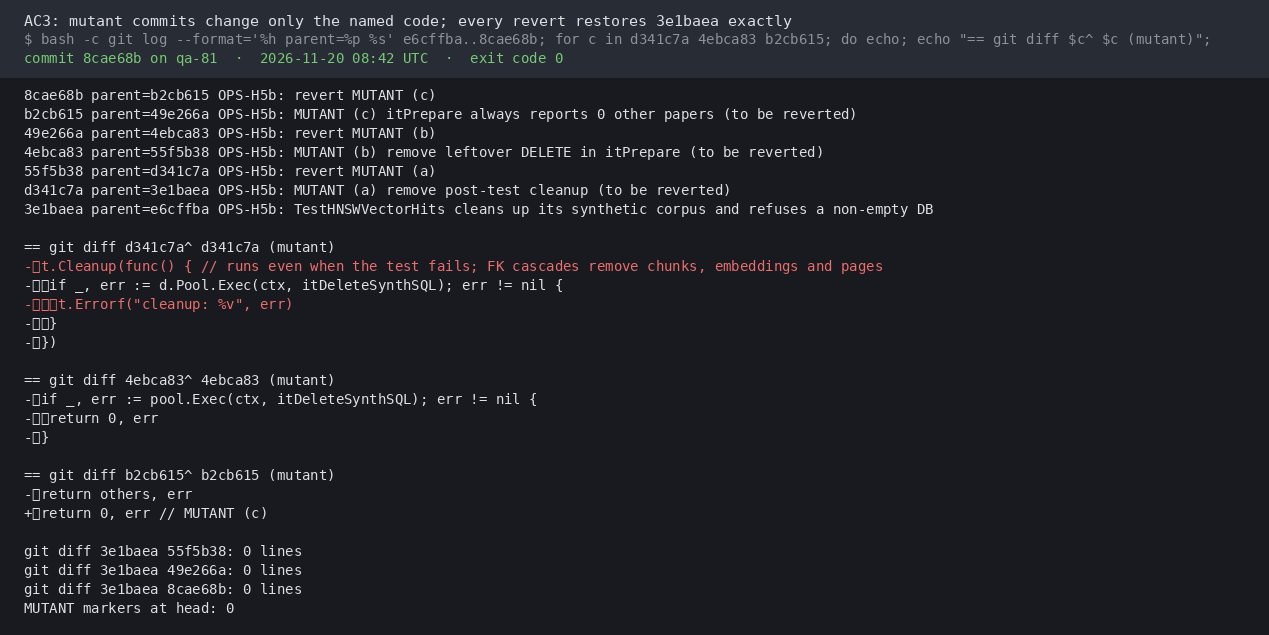 AC3: mutant commits change only the named code; every revert restores 3e1baea exactly
$ bash -c git log --format='%h parent=%p %s' e6cffba..8cae68b; for c in d341c7a 4ebca83 b2cb615; do echo; echo "== git diff $c^ $c (mutant)";
commit 8cae68b on qa-81 · 2026-11-20 08:42 UTC · exit code 0
8cae68b parent=b2cb615 OPS-H5b: revert MUTANT (c)
b2cb615 parent=49e266a OPS-H5b: MUTANT (c) itPrepare always reports 0 other papers (to be reverted)
49e266a parent=4ebca83 OPS-H5b: revert MUTANT (b)
4ebca83 parent=55f5b38 OPS-H5b: MUTANT (b) remove leftover DELETE in itPrepare (to be reverted)
55f5b38 parent=d341c7a OPS-H5b: revert MUTANT (a)
d341c7a parent=3e1baea OPS-H5b: MUTANT (a) remove post-test cleanup (to be reverted)
3e1baea parent=e6cffba OPS-H5b: TestHNSWVectorHits cleans up its synthetic corpus and refuses a non-empty DB
== git diff d341c7a^ d341c7a (mutant)
-▯t.Cleanup(func() { // runs even when the test fails; FK cascades remove chunks, embeddings and pages
-▯▯if _, err := d.Pool.Exec(ctx, itDeleteSynthSQL); err != nil {
-▯▯▯t.Errorf("cleanup: %v", err)
-▯▯}
-▯})
== git diff 4ebca83^ 4ebca83 (mutant)
-▯if _, err := pool.Exec(ctx, itDeleteSynthSQL); err != nil {
-▯▯return 0, err
-▯}
== git diff b2cb615^ b2cb615 (mutant)
-▯return others, err
+▯return 0, err // MUTANT (c)
git diff 3e1baea 55f5b38: 0 lines
git diff 3e1baea 49e266a: 0 lines
git diff 3e1baea 8cae68b: 0 lines
MUTANT markers at head: 0